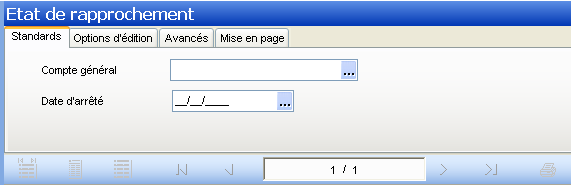 Etat de rapprochement
Standards Options d'édition Avancés Mise en page
Compte général ...
Date d'arrêté __/__/____ ...
1 / 1